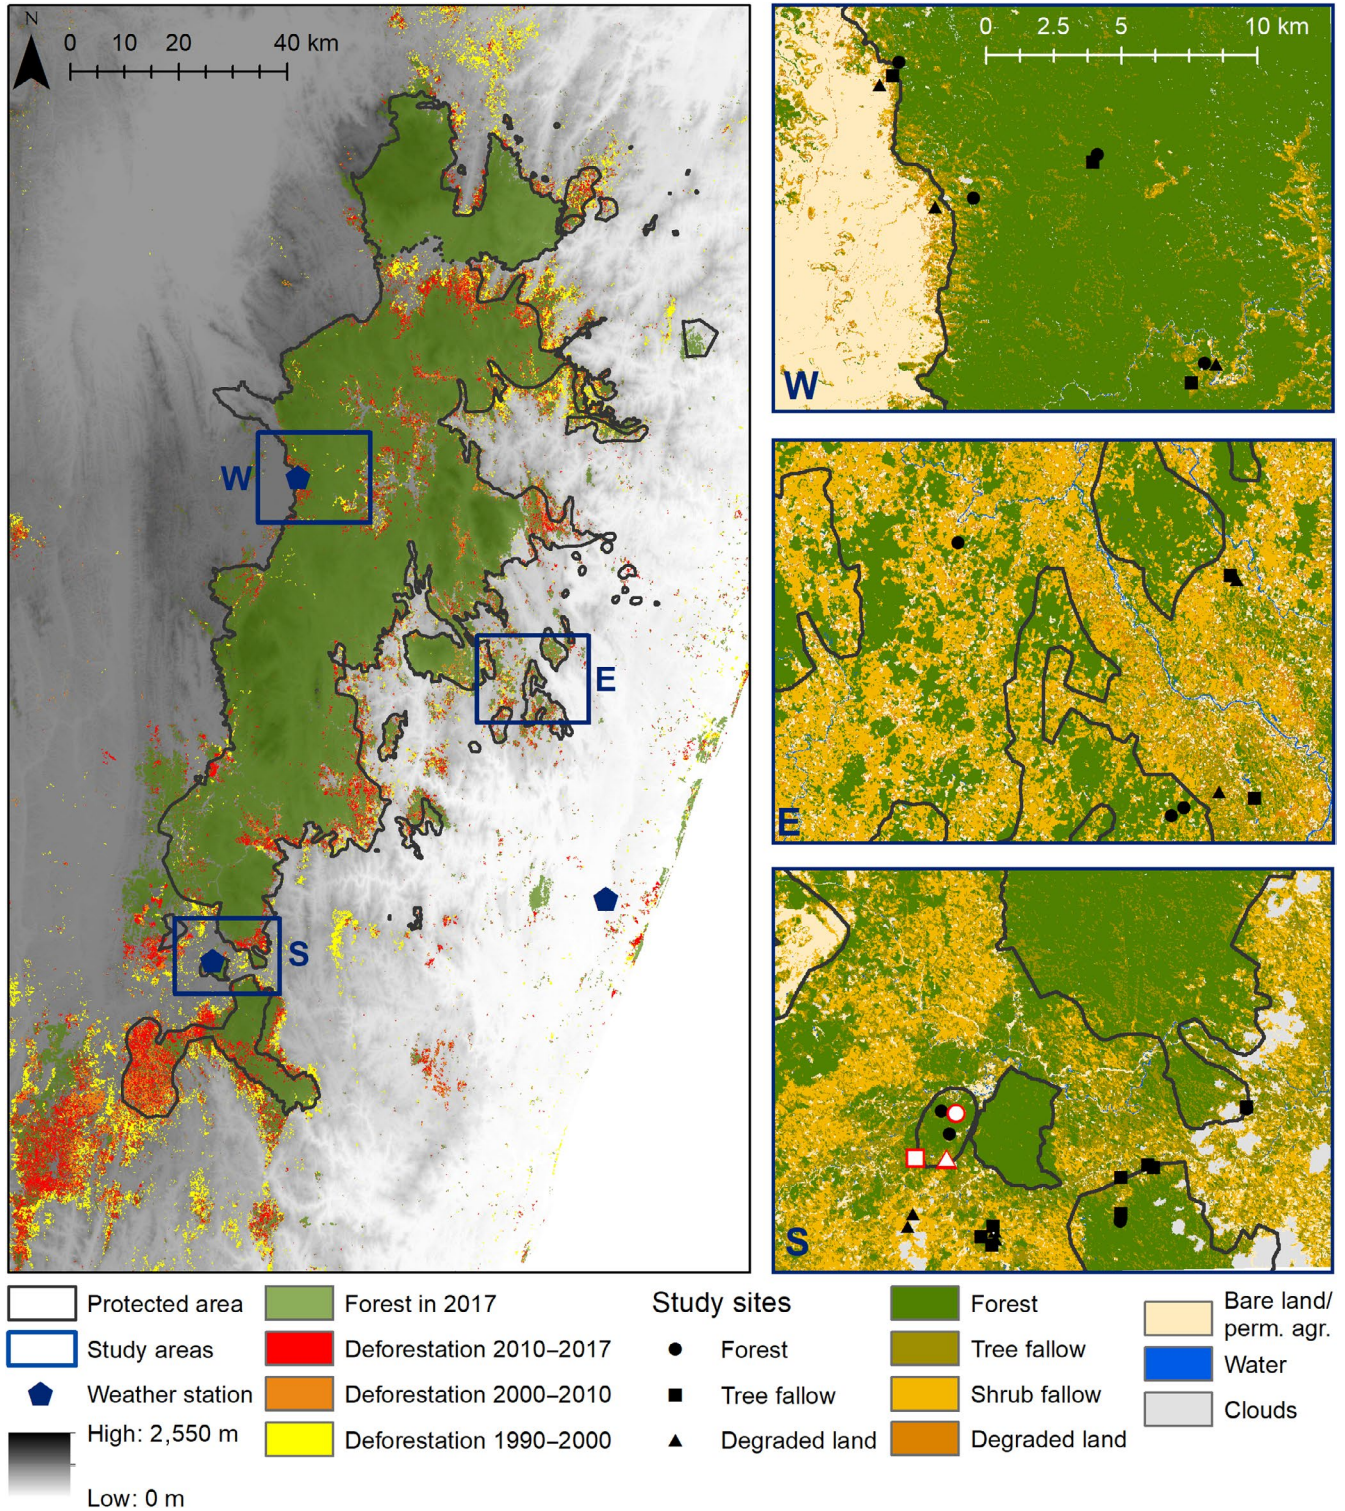 N
0 10 20 40 km
W
E
S
0 2.5 5 10 km
W
E
S
Protected area
Study areas
Weather station
High: 2,550 m
Low: 0 m
Forest in 2017
Deforestation 2010–2017
Deforestation 2000–2010
Deforestation 1990–2000
Study sites
Forest
Tree fallow
Degraded land
Forest
Tree fallow
Shrub fallow
Degraded land
Bare land/
perm. agr.
Water
Clouds